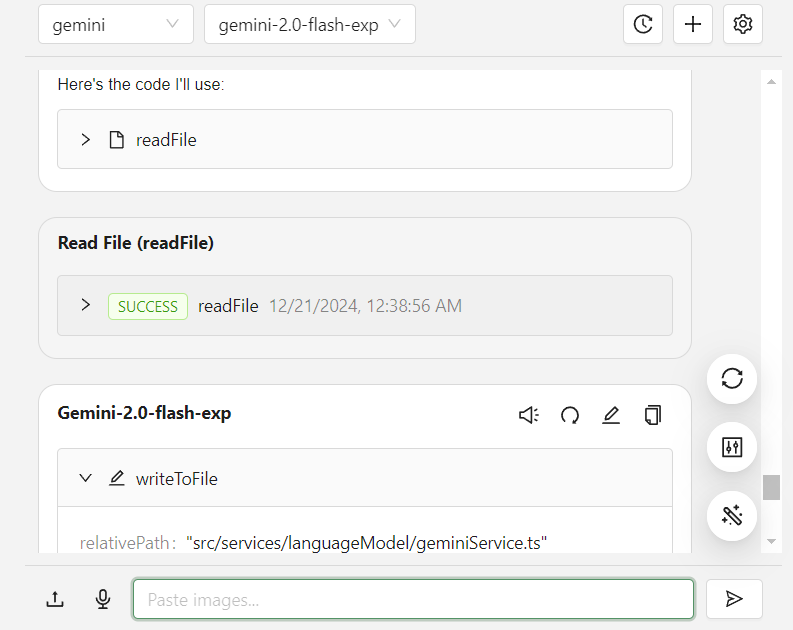 gemini
gemini-2.0-flash-exp
Here's the code I'll use:
readFile
Read File (readFile)
SUCCESS readFile 12/21/2024, 12:38:56 AM
Gemini-2.0-flash-exp
writeToFile
relativePath: "src/services/languageModel/geminiService.ts"
Paste images...